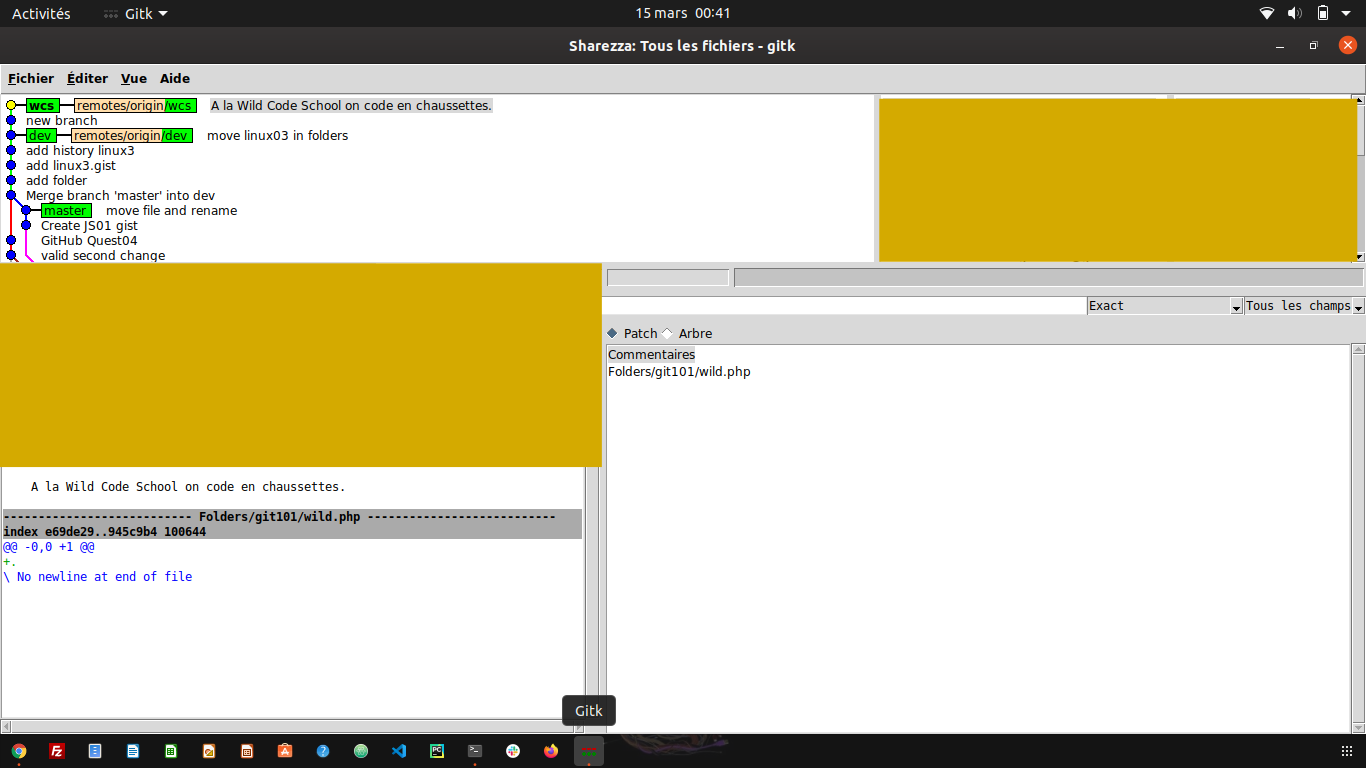 Activités Gitk 15 mars 00:41
Sharezza: Tous les fichiers - gitk
Fichier Éditer Vue Aide
wcs remotes/origin/wcs A la Wild Code School on code en chaussettes.
new branch
dev remotes/origin/dev move linux03 in folders
add history linux3
add linux3.gist
add folder
Merge branch 'master' into dev
master move file and rename
Create JS01 gist
GitHub Quest04
valid second change
Exact Tous les champs
Patch Arbre
Commentaires
Folders/git101/wild.php
A la Wild Code School on code en chaussettes.
--------------------------- Folders/git101/wild.php ---------------------------
index e69de29..945c9b4 100644
@@ -0,0 +1 @@
+.
\ No newline at end of file
Gitk